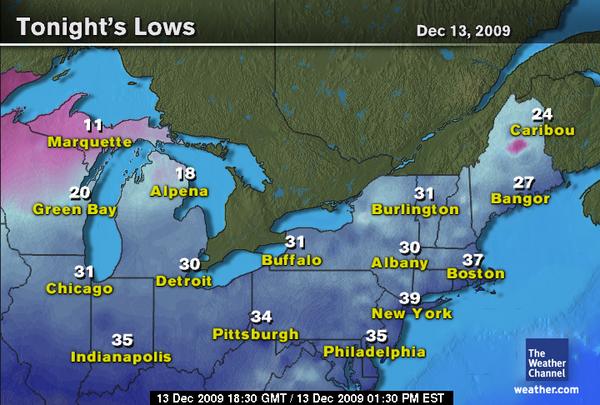 Tonight's Lows
Dec 13, 2009
11
Marquette
24
Caribou
18
Alpena
20
Green Bay
31
Burlington
27
Bangor
31
Buffalo
30
Albany
37
Boston
31
Chicago
30
Detroit
39
New York
34
Pittsburgh
35
Philadelphia
35
Indianapolis
The
Weather
Channel
weather.com
13 Dec 2009 18:30 GMT / 13 Dec 2009 01:30 PM EST